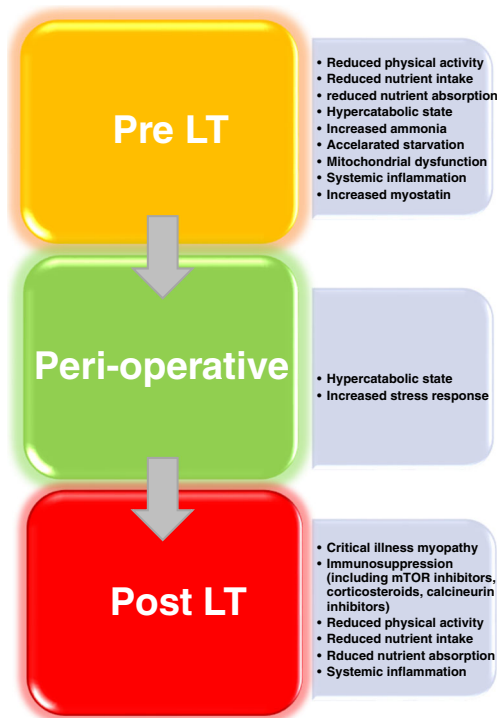 Pre LT
• Reduced physical activity
• Reduced nutrient intake
• reduced nutrient absorption
• Hypercatabolic state
• Increased ammonia
• Accelarated starvation
• Mitochondrial dysfunction
• Systemic inflammation
• Increased myostatin
Peri-operative
• Hypercatabolic state
• Increased stress response
Post LT
• Critical illness myopathy
• Immunosuppression
(including mTOR inhibitors,
corticosteroids, calcineurin
inhibitors)
• Reduced physical activity
• Reduced nutrient intake
• Rduced nutrient absorption
• Systemic inflammation